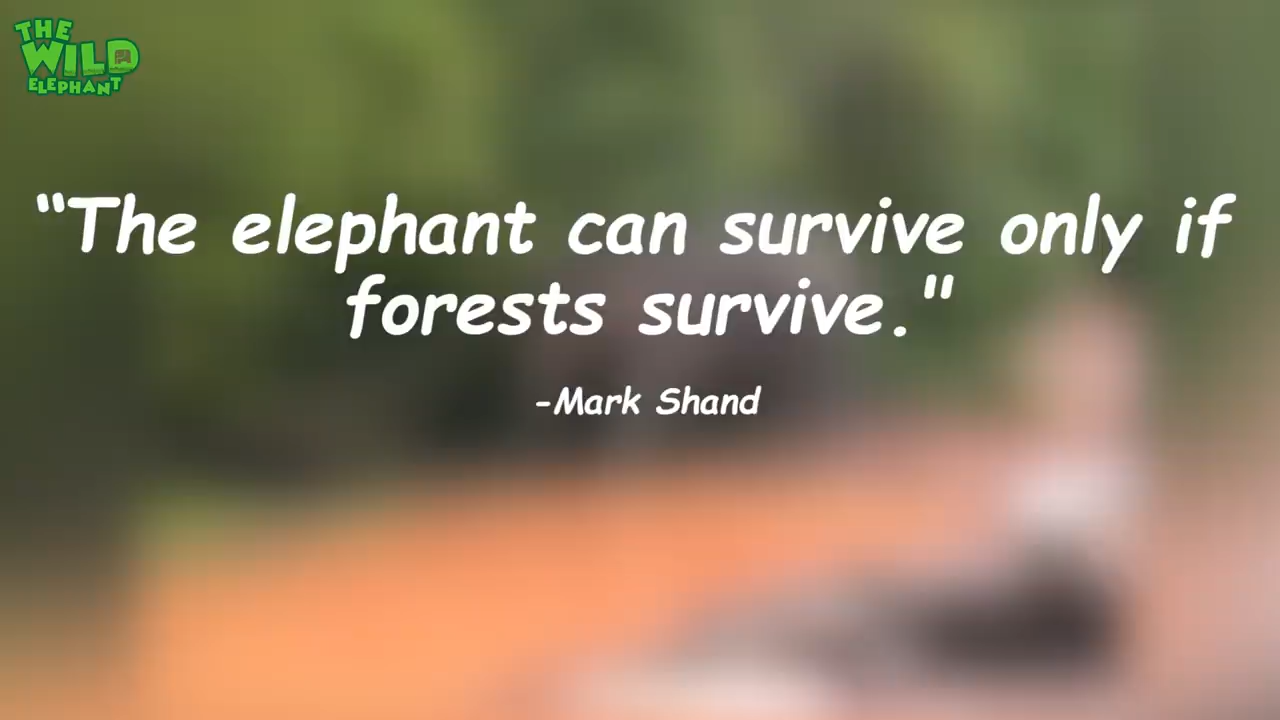 THE
WILD
ELEPHANT
“The elephant can survive only if
forests survive."
-Mark Shand